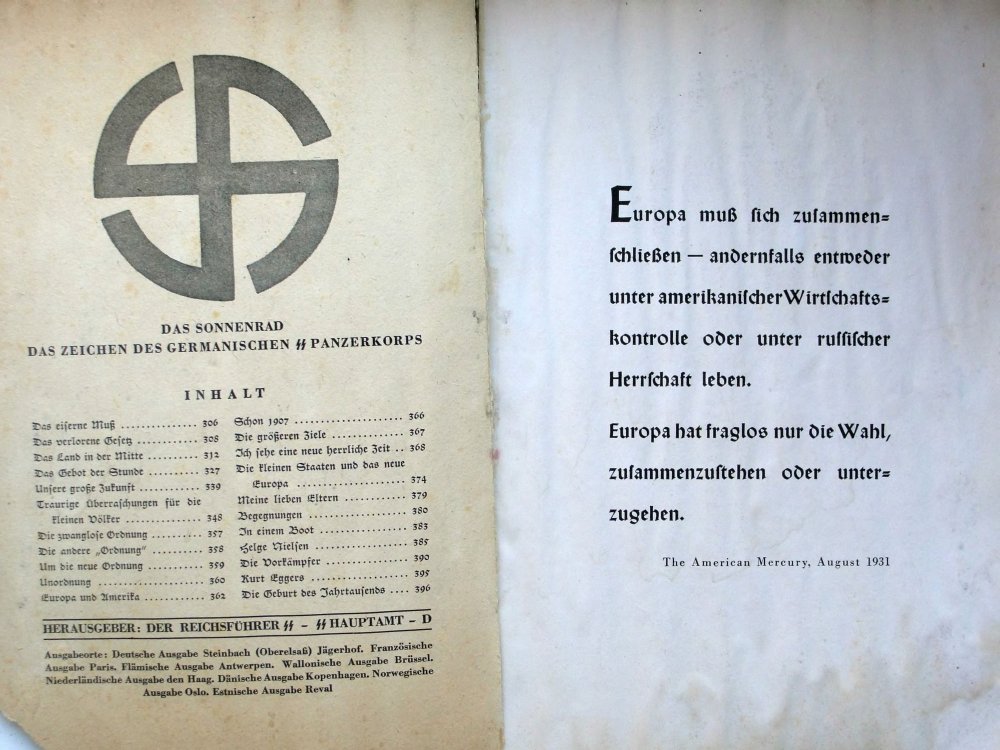 DAS SONNENRAD
DAS ZEICHEN DES GERMANISCHEN ᛋᛋ PANZERKORPS
INHALT
Das eiserne Muß .................. 306
Das verlorene Gesetz ............ 308
Das Land in der Mitte .......... 312
Das Gebot der Stunde .......... 327
Unsere große Zukunft .......... 339
Traurige Überraschungen für die
kleinen Völker ................ 348
Die zwanglose Ordnung ........ 357
Die andere „Ordnung" .......... 358
Um die neue Ordnung .......... 359
Unordnung .................... 360
Europa und Amerika ............ 362
Schon 1907 .................... 366
Die größeren Ziele ............ 367
Ich sehe eine neue herrliche Zeit .. 368
Die kleinen Staaten und das neue
Europa ...................... 374
Meine lieben Eltern ............ 379
Begegnungen .................. 380
In einem Boot .................. 383
Helge Nielsen .................. 385
Die Vorkämpfer ................ 390
Kurt Eggers .................... 395
Die Geburt des Jahrtausends .... 396
HERAUSGEBER: DER REICHSFÜHRER ᛋᛋ – ᛋᛋ HAUPTAMT – D
Ausgabeorte: Deutsche Ausgabe Steinbach (Oberelsaß) Jägerhof. Französische
Ausgabe Paris. Flämische Ausgabe Antwerpen. Wallonische Ausgabe Brüssel.
Niederländische Ausgabe den Haag. Dänische Ausgabe Kopenhagen. Norwegische
Ausgabe Oslo. Estnische Ausgabe Reval
Europa muß ſich zuſammen=
ſchließen — andernfalls entweder
unter amerikaniſcher Wirtſchafts=
kontrolle oder unter ruſſiſcher
Herrſchaft leben.
Europa hat fraglos nur die Wahl,
zuſammenzuſtehen oder unter=
zugehen.
The American Mercury, August 1931